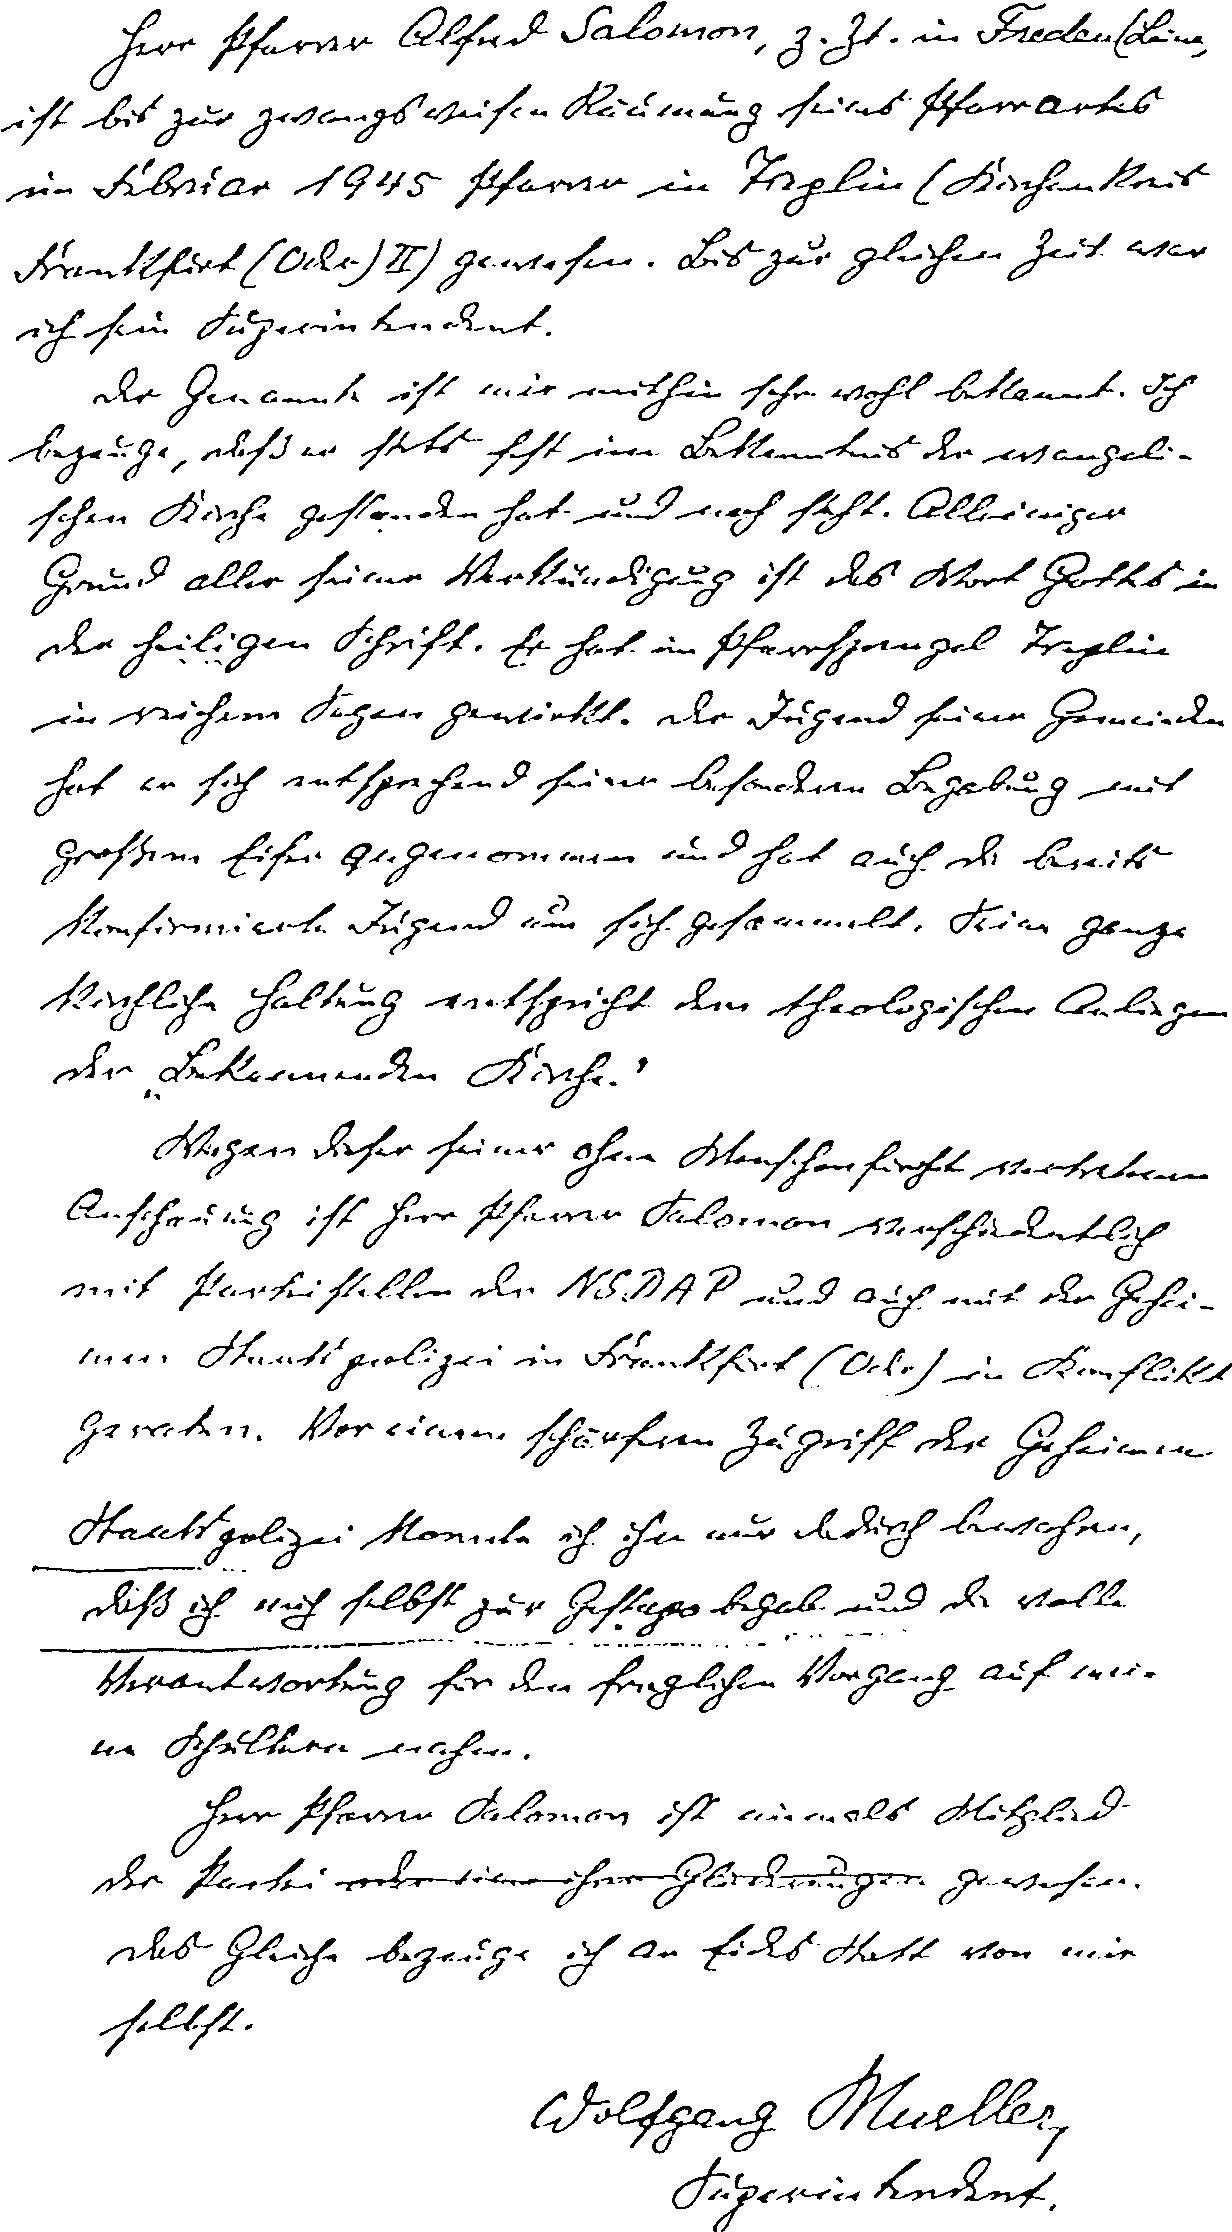 Herr Pfarrer Alfred Salomon, z. Zt. in Freden (Leine,
ist bis zur zwangsweisen Räumung seines Pfarrortes
im Februar 1945 Pfarrer in Treplin (Kirchenkreis
Frankfurt (Oder) II) gewesen. Bis zur gleichen Zeit war
ich sein Superintendent.
Der Genannte ist mir mithin sehr wohl bekannt. Ich
bezeuge, daß er stets fest im Bekenntnis der evangeli-
schen Kirche gestanden hat und noch steht. Alleiniger
Grund aller seiner Verkündigung ist das Wort Gottes in
der heiligen Schrift. Er hat im Pfarrsprengel Treplin
in reichem Segen gewirkt. Der Jugend seiner Gemeinden
hat er sich entsprechend seiner besonderen Begabung mit
großem Eifer angenommen und hat auch die bereits
konfirmierte Jugend um sich gesammelt. Seine ganze
kirchliche Haltung entspricht dem theologischen Anliegen
der „Bekennenden Kirche."
Wegen dieser seiner ohne Menschenfurcht vertretenen
Anschauung ist Herr Pfarrer Salomon verschiedentlich
mit Parteistellen der NSDAP und auch mit der Gehei-
men Staatspolizei in Frankfurt (Oder) in Konflikt
geraten. Vor einem schärferen Zugriff der Geheimen
Staatspolizei konnte ich ihn nur dadurch bewahren,
daß ich mich selbst zur Gestapo begab und die volle
Verantwortung für den fraglichen Vorgang auf mei-
ne Schultern nahm.
Herr Pfarrer Salomon ist niemals Mitglied
der Partei oder einer ihrer Gliederungen gewesen.
Das Gleiche bezeuge ich an Eides Statt von mir
selbst.
Wolfgang Mueller,
Superintendent.